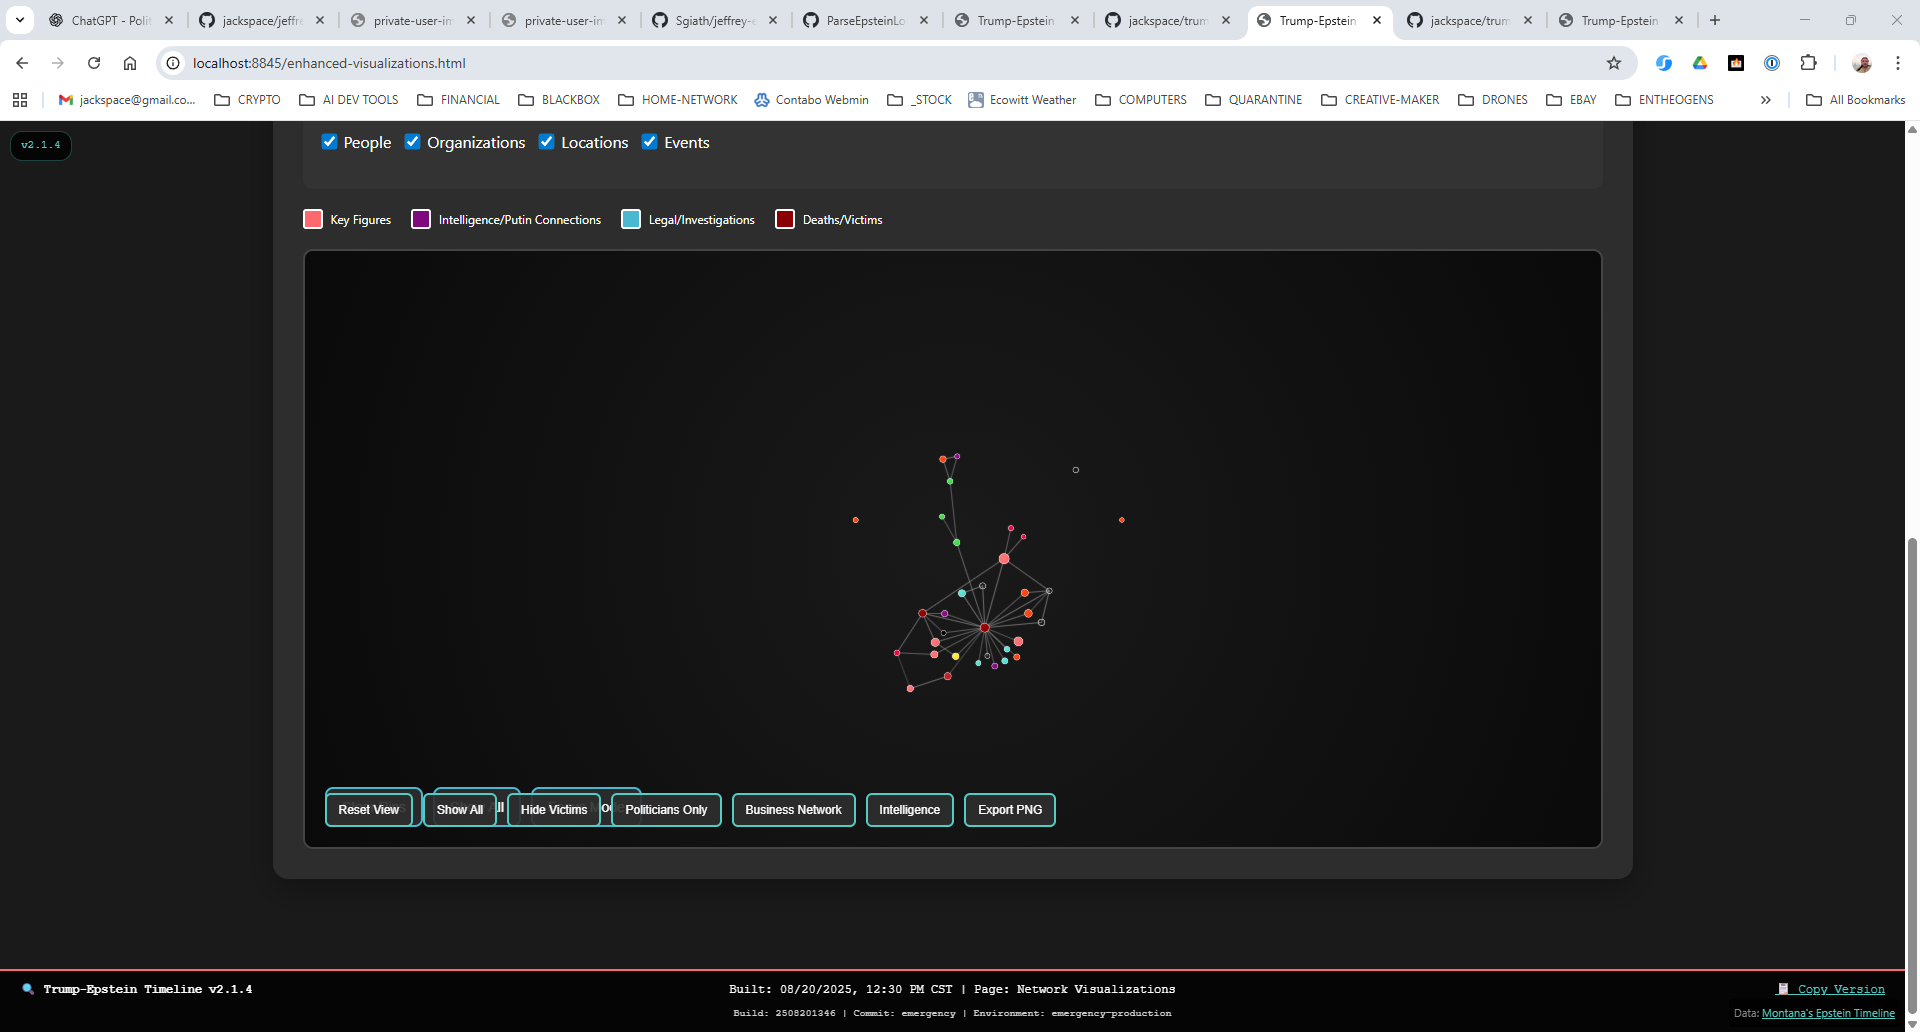 ChatGPT - Polit
jackspace/jeffre
private-user-im
private-user-im
Sgiath/jeffrey-e
ParseEpsteinLo
Trump-Epstein
jackspace/trum
Trump-Epstein
jackspace/trum
Trump-Epstein
localhost:8845/enhanced-visualizations.html
jackspace@gmail.co...
CRYPTO
AI DEV TOOLS
FINANCIAL
BLACKBOX
HOME-NETWORK
Contabo Webmin
_STOCK
Ecowitt Weather
COMPUTERS
QUARANTINE
CREATIVE-MAKER
DRONES
EBAY
ENTHEOGENS
All Bookmarks
v2.1.4
People
Organizations
Locations
Events
Key Figures
Intelligence/Putin Connections
Legal/Investigations
Deaths/Victims
Reset View
Show All
Hide Victims
Politicians Only
Business Network
Intelligence
Export PNG
Trump-Epstein Timeline v2.1.4
Built: 08/20/2025, 12:30 PM CST | Page: Network Visualizations
Copy Version
Build: 2508201346 | Commit: emergency | Environment: emergency-production
Data: Montana's Epstein Timeline